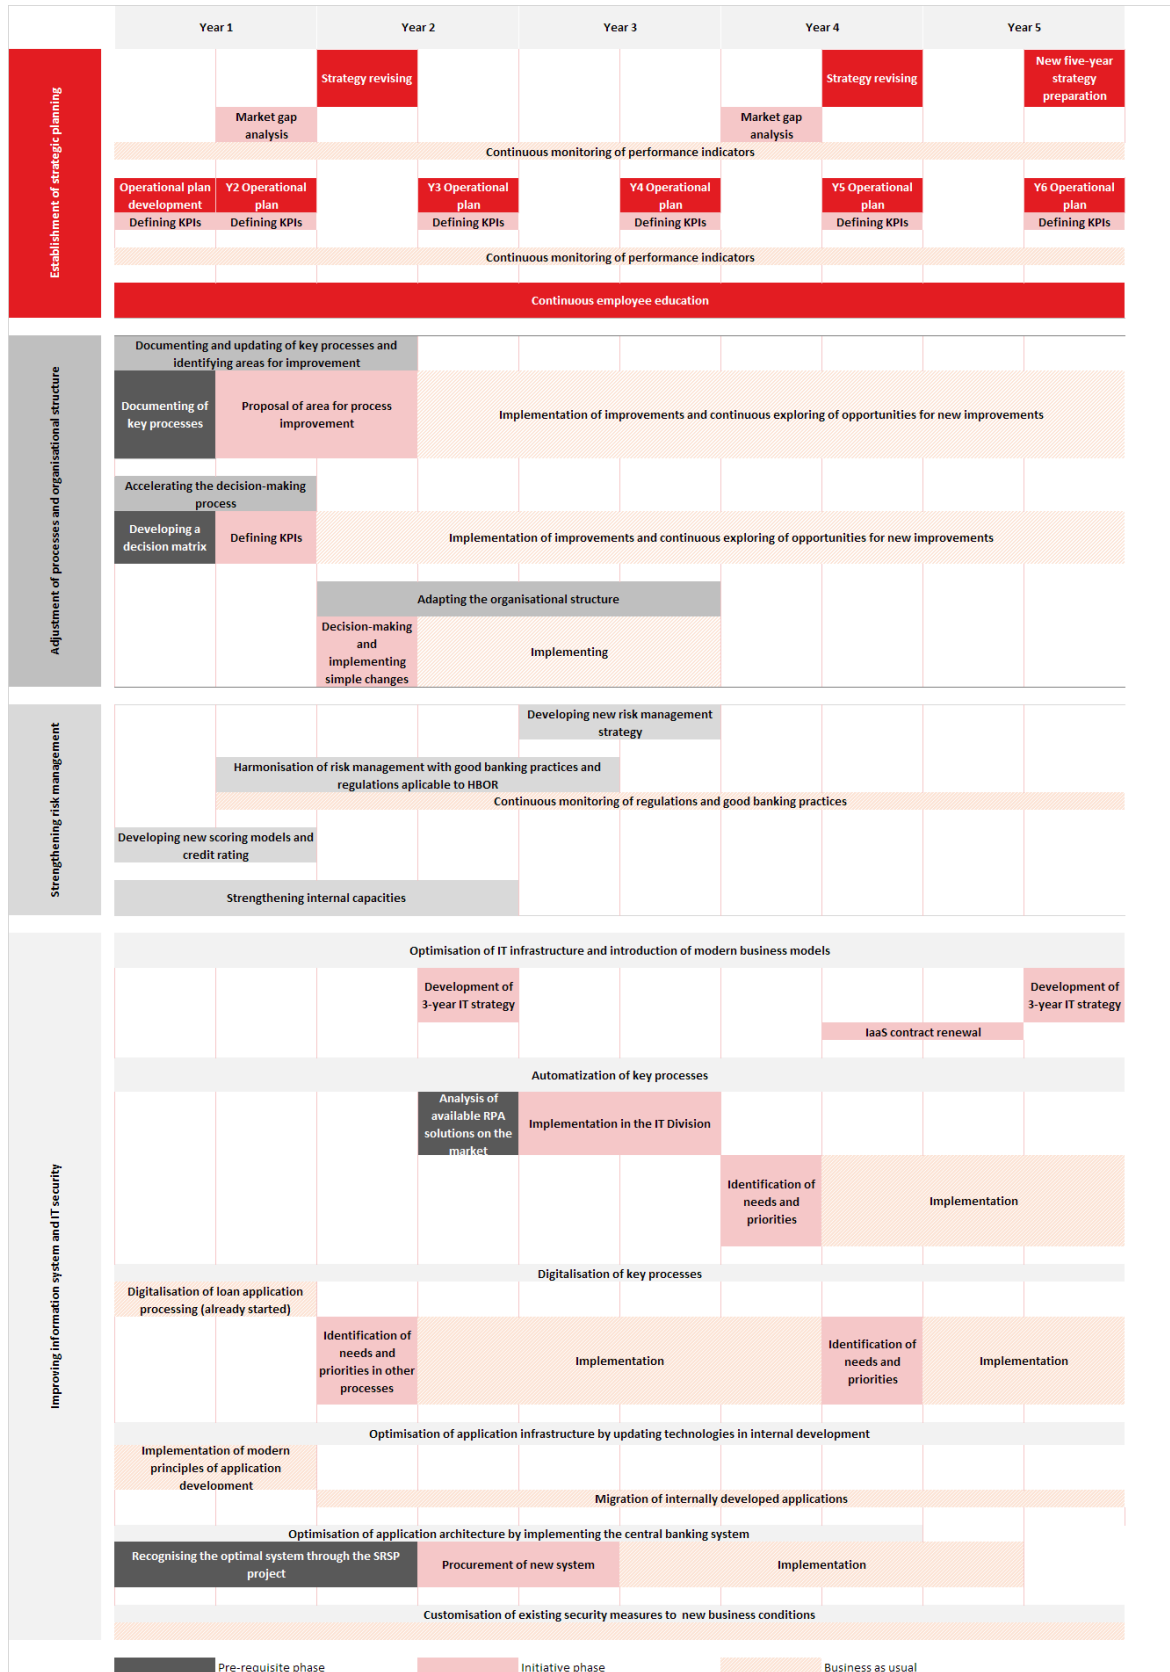 Year 1
Year 2
Year 3
Year 4
Year 5
Establishment of strategic planning
Strategy revising
Strategy revising
New five-year
strategy
preparation
Market gap
analysis
Market gap
analysis
Continuous monitoring of performance indicators
Operational plan
development
Y2 Operational
plan
Y3 Operational
plan
Y4 Operational
plan
Y5 Operational
plan
Y6 Operational
plan
Defining KPIs
Defining KPIs
Defining KPIs
Defining KPIs
Defining KPIs
Defining KPIs
Continuous monitoring of performance indicators
Continuous employee education
Adjustment of processes and organisational structure
Documenting and updating of key processes and
identifying areas for improvement
Documenting of
key processes
Proposal of area for process
improvement
Implementation of improvements and continuous exploring of opportunities for new improvements
Accelerating the decision-making
process
Developing a
decision matrix
Defining KPIs
Implementation of improvements and continuous exploring of opportunities for new improvements
Adapting the organisational structure
Decision-making
and
implementing
simple changes
Implementing
Strengthening risk management
Developing new risk management
strategy
Harmonisation of risk management with good banking practices and
regulations aplicable to HBOR
Continuous monitoring of regulations and good banking practices
Developing new scoring models and
credit rating
Strengthening internal capacities
Improving information system and IT security
Optimisation of IT infrastructure and introduction of modern business models
Development of
3-year IT strategy
Development of
3-year IT strategy
IaaS contract renewal
Automatization of key processes
Analysis of
available RPA
solutions on the
market
Implementation in the IT Division
Identification of
needs and
priorities
Implementation
Digitalisation of key processes
Digitalisation of loan application
processing (already started)
Identification of
needs and
priorities in other
processes
Implementation
Identification of
needs and
priorities
Implementation
Optimisation of application infrastructure by updating technologies in internal development
Implementation of modern
principles of application
development
Migration of internally developed applications
Optimisation of application architecture by implementing the central banking system
Recognising the optimal system through the SRSP
project
Procurement of new system
Implementation
Customisation of existing security measures to new business conditions
Pre-requisite phase
Initiative phase
Business as usual